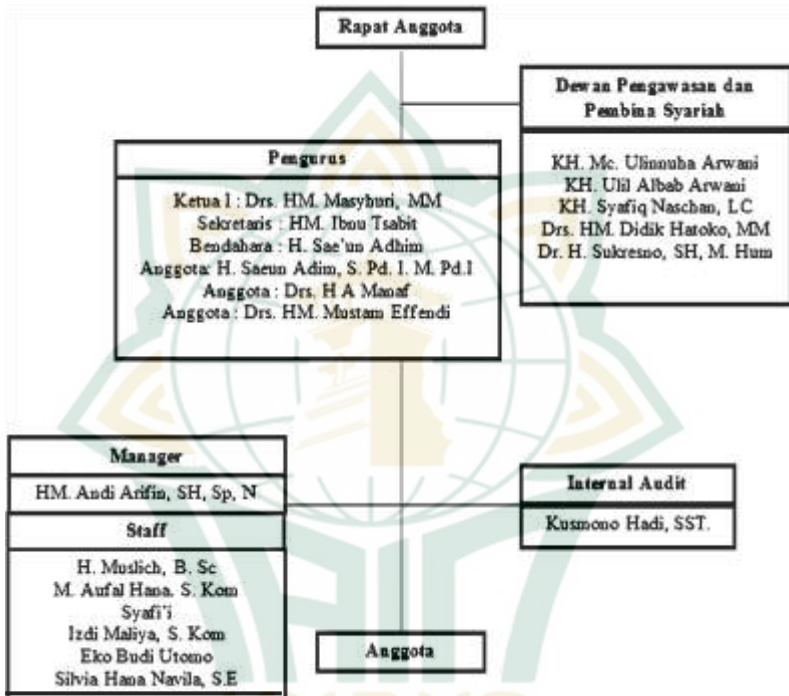 Rapat Anggota
Dewan Pengawasan dan
Pembina Syariah
KH. Mc. Ulinnuha Arwani
KH. Ulil Albab Arwani
KH. Syafiq Naschan, LC
Drs. HM. Didik Hatoko, MM
Dr. H. Sukresno, SH, M. Hum
Pengurus
Ketua I : Drs. HM. Masyhuri, MM
Sekretaris : HM. Ibnu Tsabit
Bendahara : H. Sae'un Adhim
Anggota: H. Saeun Adim, S. Pd. I. M. Pd.I
Anggota : Drs. H A Manaf
Anggota : Drs. HM. Mustam Effendi
Manager
HM. Andi Arifin, SH, Sp, N
Staff
H. Muslich, B. Sc
M. Aufal Hana. S. Kom
Syafi'i
Izdi Maliya, S. Kom
Eko Budi Utomo
Silvia Hana Navila, S.E
Internal Audit
Kusmono Hadi, SST.
Anggota